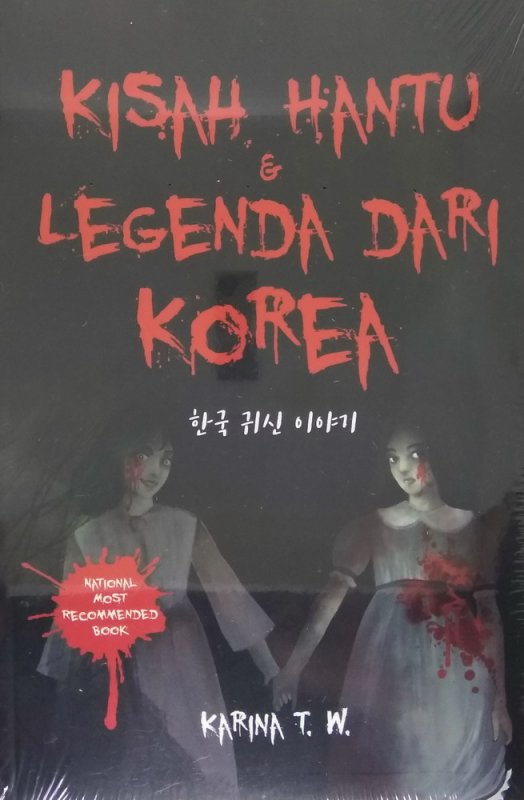 KISAH HANTU
&
LEGENDA DARI
KOREA
한국 귀신 이야기
NATIONAL
MOST
RECOMMENDED
BOOK
KARINA T. W.